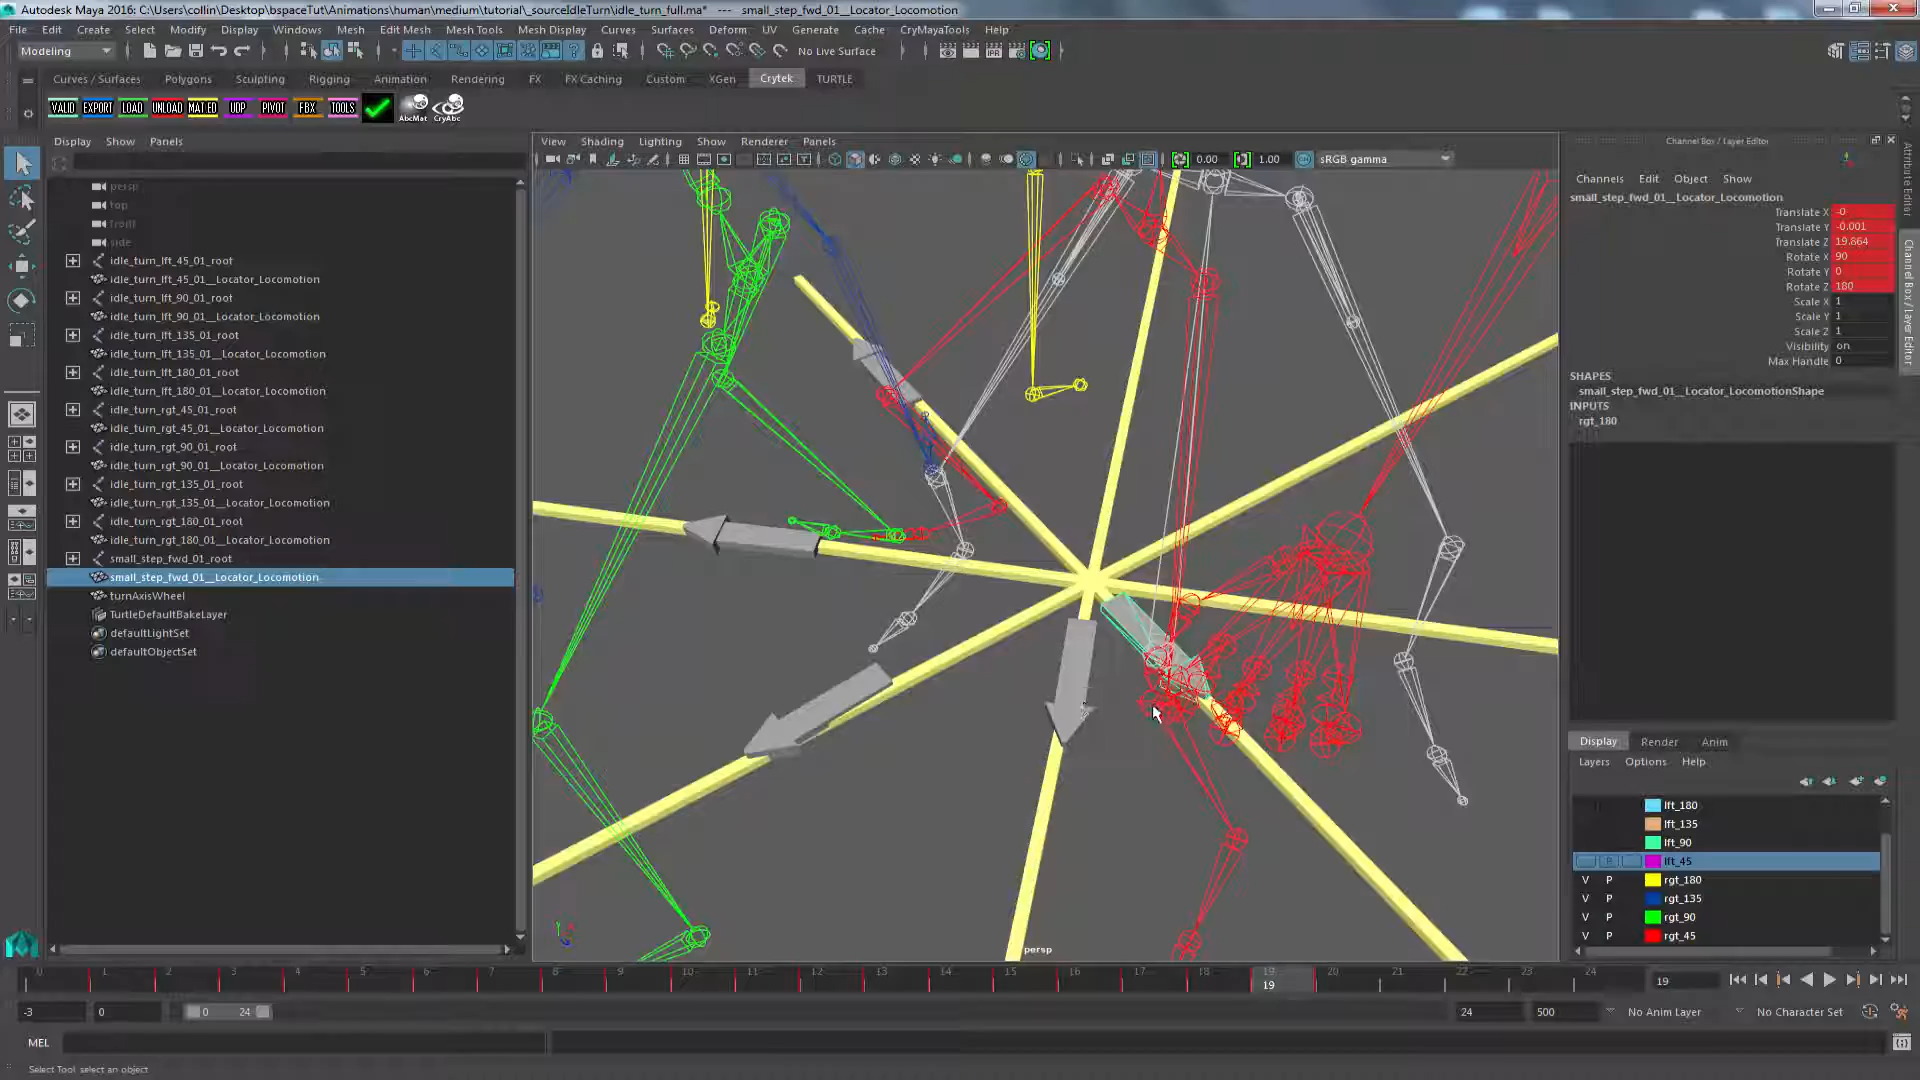 Autodesk Maya 2016: C:\Users\collin\Desktop\bspaceTut\Animations\human\medium\tutorial\_sourceIdleTurn\idle_turn_full.ma* --- small_step_fwd_01__Locator_Locomotion
File Edit Create Select Modify Display Windows Mesh Edit Mesh Mesh Tools Mesh Display Curves Surfaces Deform UV Generate Cache CryMayaTools Help
Modeling No Live Surface
Curves / Surfaces Polygons Sculpting Rigging Animation Rendering FX FX Caching Custom XGen Crytek TURTLE
VALID EXPORT LOAD UNLOAD MAT.ED UDP PIVOT FBX TOOLS AbcMat CryAbc
Display Show Panels
persp
top
front
side
idle_turn_lft_45_01_root
idle_turn_lft_45_01__Locator_Locomotion
idle_turn_lft_90_01_root
idle_turn_lft_90_01__Locator_Locomotion
idle_turn_lft_135_01_root
idle_turn_lft_135_01__Locator_Locomotion
idle_turn_lft_180_01_root
idle_turn_lft_180_01__Locator_Locomotion
idle_turn_rgt_45_01_root
idle_turn_rgt_45_01__Locator_Locomotion
idle_turn_rgt_90_01_root
idle_turn_rgt_90_01__Locator_Locomotion
idle_turn_rgt_135_01_root
idle_turn_rgt_135_01__Locator_Locomotion
idle_turn_rgt_180_01_root
idle_turn_rgt_180_01__Locator_Locomotion
small_step_fwd_01_root
small_step_fwd_01__Locator_Locomotion
turnAxisWheel
TurtleDefaultBakeLayer
defaultLightSet
defaultObjectSet
View Shading Lighting Show Renderer Panels
0.00 1.00 sRGB gamma
persp
Channel Box / Layer Editor
Channels Edit Object Show
small_step_fwd_01__Locator_Locomotion
Translate X -0
Translate Y -0.001
Translate Z 19.864
Rotate X 90
Rotate Y 0
Rotate Z 180
Scale X 1
Scale Y 1
Scale Z 1
Visibility on
Max Handle 0
SHAPES
small_step_fwd_01__Locator_LocomotionShape
INPUTS
rgt_180
Attribute Editor
Channel Box / Layer Editor
Display Render Anim
Layers Options Help
lft_180
lft_135
lft_90
P lft_45
V P rgt_180
V P rgt_135
V P rgt_90
V P rgt_45
0 1 2 3 4 5 6 7 8 9 10 11 12 13 14 15 16 17 18 19 20 21 22 23 24
19 19
-3 0 0 24 24 500 No Anim Layer No Character Set
MEL
Select Tool: select an object